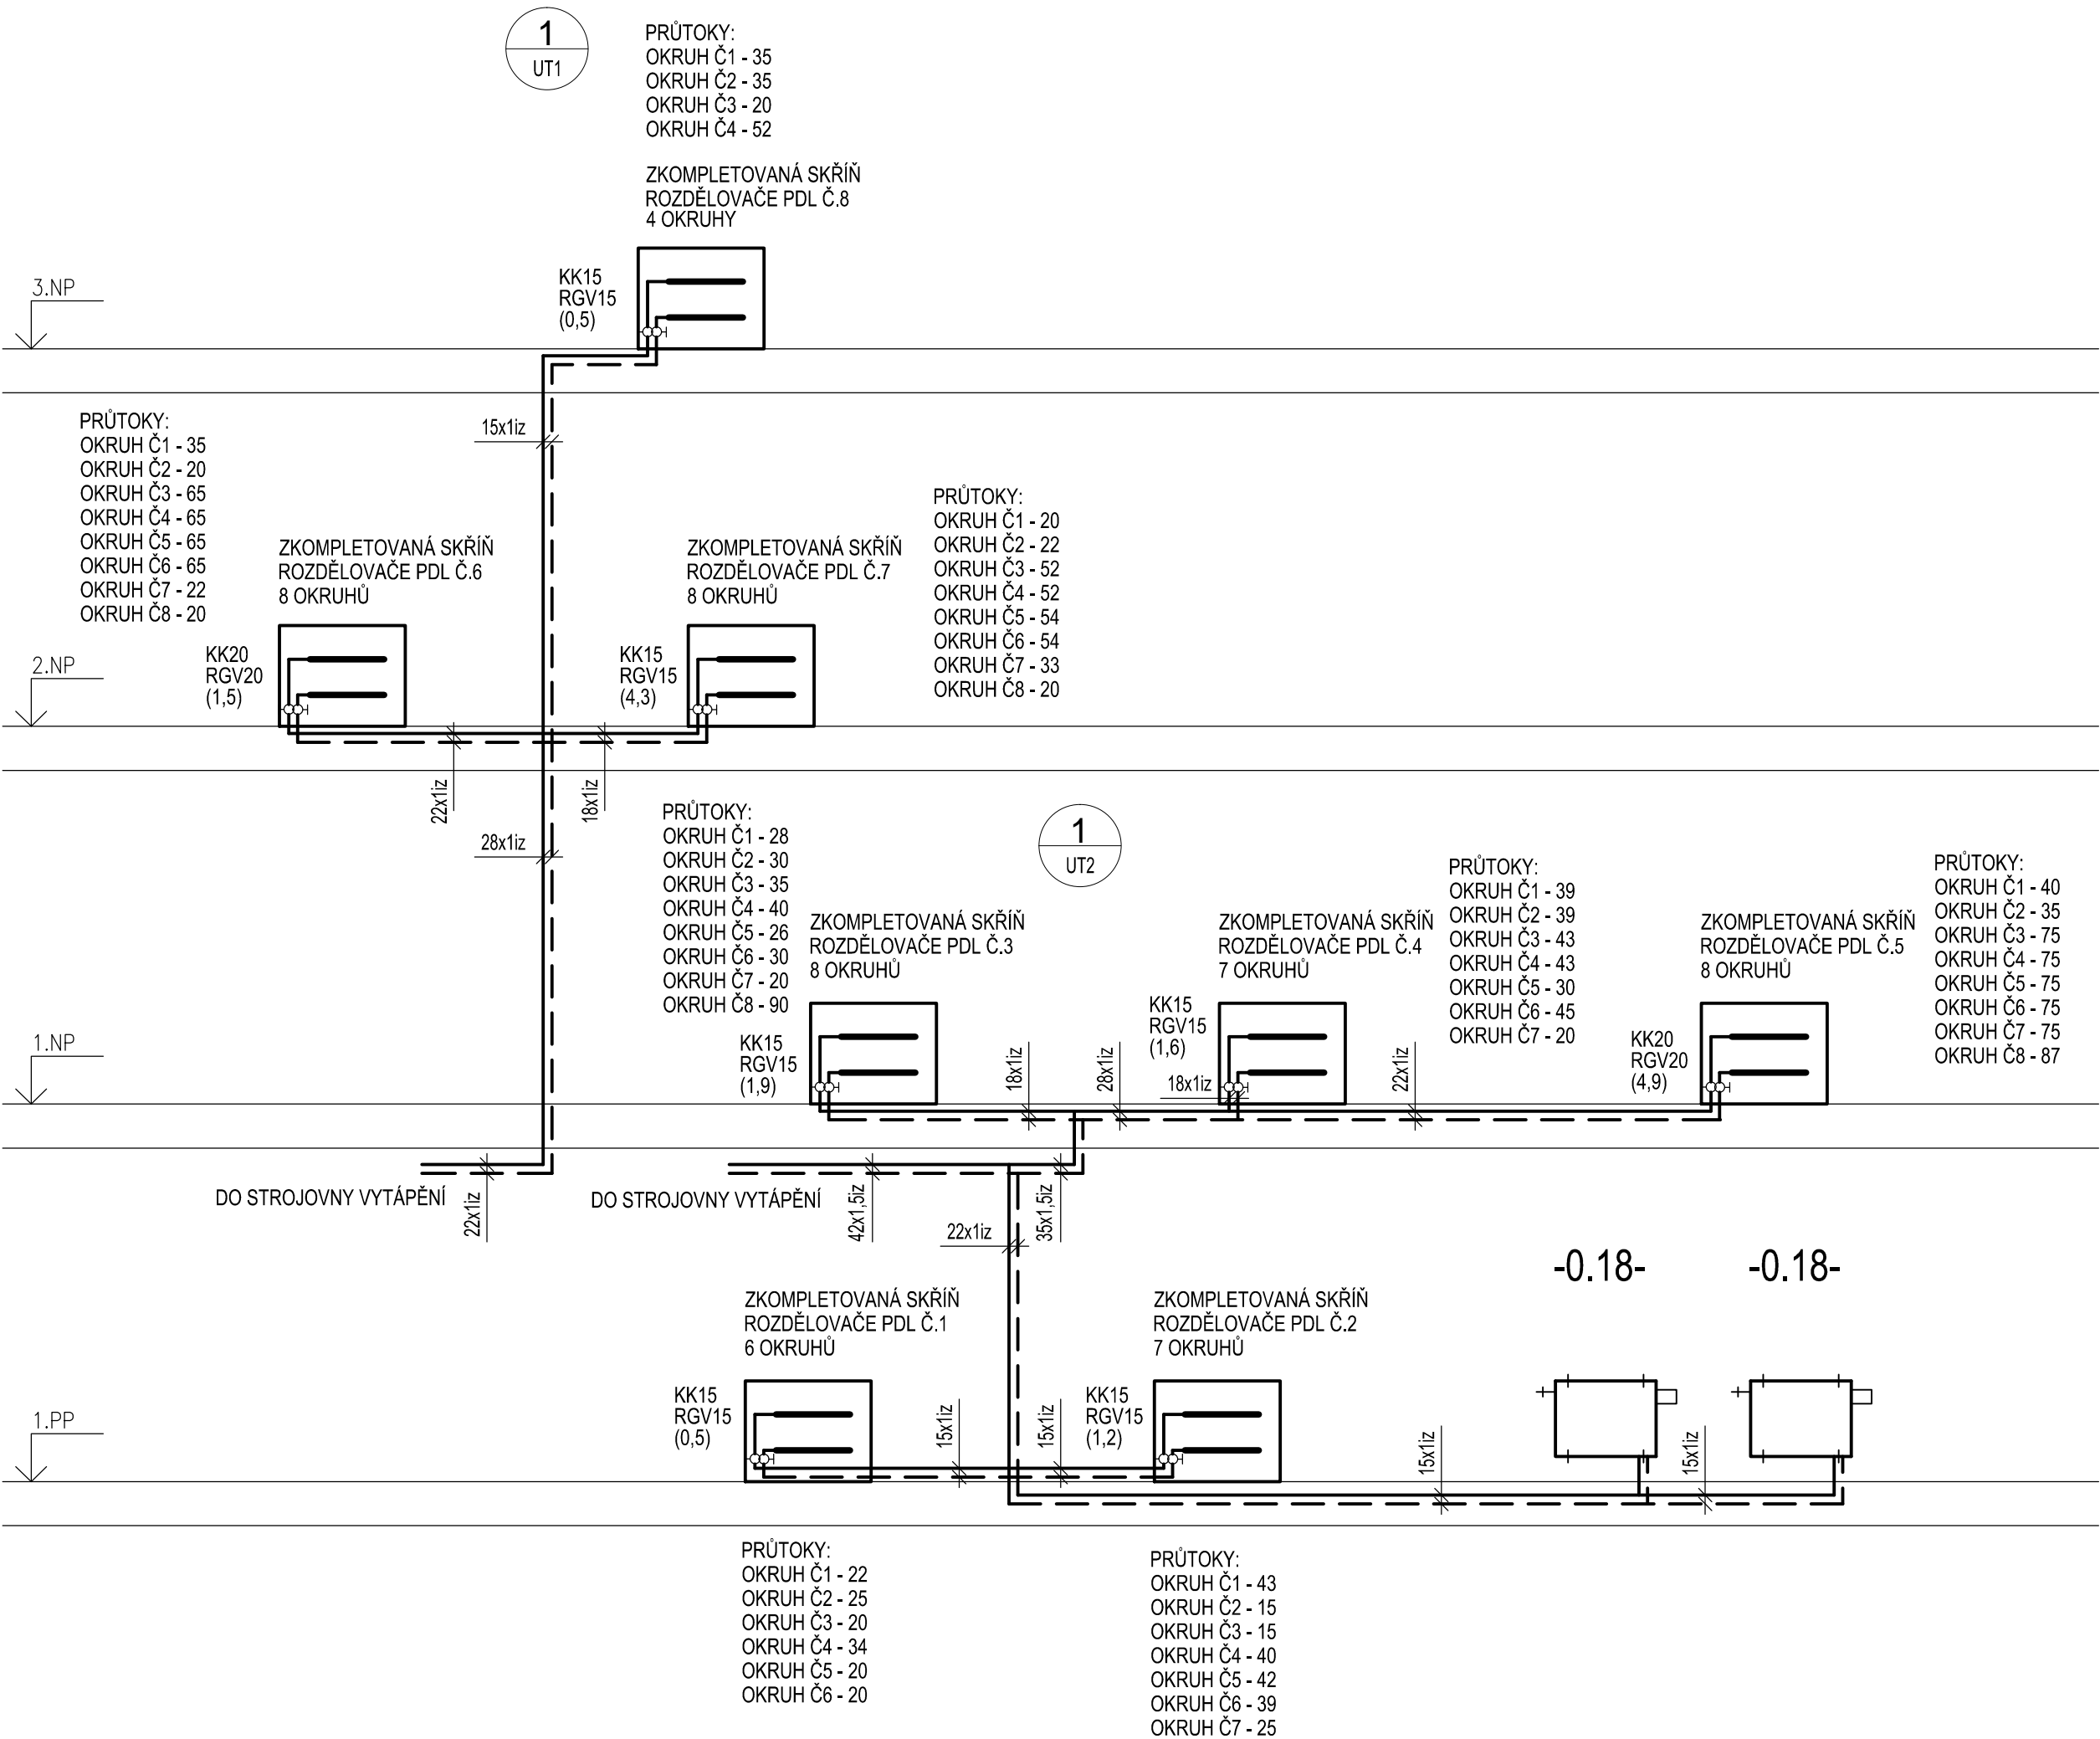 1
UT1
PRŮTOKY:
OKRUH Č1 - 35
OKRUH Č2 - 35
OKRUH Č3 - 20
OKRUH Č4 - 52
ZKOMPLETOVANÁ SKŘÍŇ
ROZDĚLOVAČE PDL Č.8
4 OKRUHY
KK15
RGV15
(0,5)
3.NP
15x1iz
PRŮTOKY:
OKRUH Č1 - 35
OKRUH Č2 - 20
OKRUH Č3 - 65
OKRUH Č4 - 65
OKRUH Č5 - 65
OKRUH Č6 - 65
OKRUH Č7 - 22
OKRUH Č8 - 20
ZKOMPLETOVANÁ SKŘÍŇ
ROZDĚLOVAČE PDL Č.6
8 OKRUHŮ
KK20
RGV20
(1,5)
ZKOMPLETOVANÁ SKŘÍŇ
ROZDĚLOVAČE PDL Č.7
8 OKRUHŮ
KK15
RGV15
(4,3)
PRŮTOKY:
OKRUH Č1 - 20
OKRUH Č2 - 22
OKRUH Č3 - 52
OKRUH Č4 - 52
OKRUH Č5 - 54
OKRUH Č6 - 54
OKRUH Č7 - 33
OKRUH Č8 - 20
2.NP
22x1iz
18x1iz
28x1iz
PRŮTOKY:
OKRUH Č1 - 28
OKRUH Č2 - 30
OKRUH Č3 - 35
OKRUH Č4 - 40
OKRUH Č5 - 26
OKRUH Č6 - 30
OKRUH Č7 - 20
OKRUH Č8 - 90
1
UT2
ZKOMPLETOVANÁ SKŘÍŇ
ROZDĚLOVAČE PDL Č.3
8 OKRUHŮ
KK15
RGV15
(1,9)
ZKOMPLETOVANÁ SKŘÍŇ
ROZDĚLOVAČE PDL Č.4
7 OKRUHŮ
KK15
RGV15
(1,6)
PRŮTOKY:
OKRUH Č1 - 39
OKRUH Č2 - 39
OKRUH Č3 - 43
OKRUH Č4 - 43
OKRUH Č5 - 30
OKRUH Č6 - 45
OKRUH Č7 - 20
ZKOMPLETOVANÁ SKŘÍŇ
ROZDĚLOVAČE PDL Č.5
8 OKRUHŮ
KK20
RGV20
(4,9)
PRŮTOKY:
OKRUH Č1 - 40
OKRUH Č2 - 35
OKRUH Č3 - 75
OKRUH Č4 - 75
OKRUH Č5 - 75
OKRUH Č6 - 75
OKRUH Č7 - 75
OKRUH Č8 - 87
1.NP
18x1iz
28x1iz
18x1iz
22x1iz
DO STROJOVNY VYTÁPĚNÍ
22x1iz
DO STROJOVNY VYTÁPĚNÍ
42x1,5iz
22x1iz
35x1,5iz
-0.18-
-0.18-
ZKOMPLETOVANÁ SKŘÍŇ
ROZDĚLOVAČE PDL Č.1
6 OKRUHŮ
KK15
RGV15
(0,5)
ZKOMPLETOVANÁ SKŘÍŇ
ROZDĚLOVAČE PDL Č.2
7 OKRUHŮ
KK15
RGV15
(1,2)
1.PP
15x1iz
15x1iz
15x1iz
15x1iz
PRŮTOKY:
OKRUH Č1 - 22
OKRUH Č2 - 25
OKRUH Č3 - 20
OKRUH Č4 - 34
OKRUH Č5 - 20
OKRUH Č6 - 20
PRŮTOKY:
OKRUH Č1 - 43
OKRUH Č2 - 15
OKRUH Č3 - 15
OKRUH Č4 - 40
OKRUH Č5 - 42
OKRUH Č6 - 39
OKRUH Č7 - 25